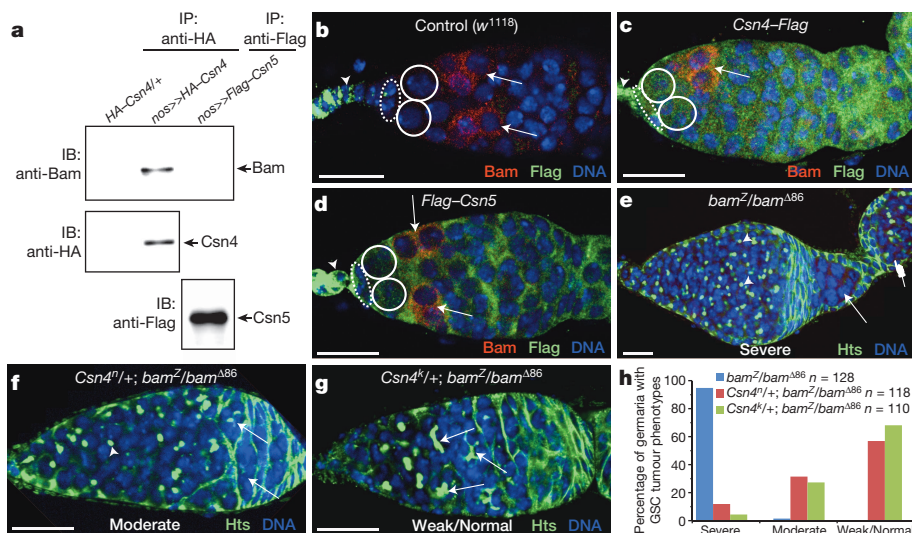 a
IP:
anti-HA
IP:
anti-Flag
HA–Csn4/+
nos>>HA-Csn4
nos>>Flag-Csn5
IB:
anti-Bam
Bam
IB:
anti-HA
Csn4
IB:
anti-Flag
Csn5
b
Control (w1118)
Bam Flag DNA
c
Csn4–Flag
Bam Flag DNA
d
Flag–Csn5
Bam Flag DNA
e
bamZ/bamΔ86
Severe
Hts DNA
f
Csn4n/+; bamZ/bamΔ86
Moderate
Hts DNA
g
Csn4k/+; bamZ/bamΔ86
Weak/Normal
Hts DNA
h
Percentage of germaria with
GSC tumour phenotypes
100
80
60
40
20
0
bamZ/bamΔ86 n = 128
Csn4n/+; bamZ/bamΔ86 n = 118
Csn4k/+; bamZ/bamΔ86 n = 110
Severe Moderate Weak/Normal